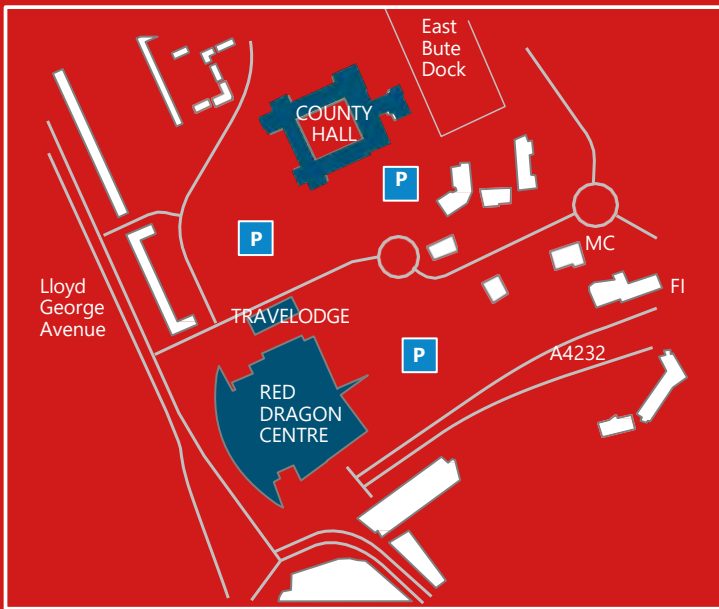 East
Bute
Dock
COUNTY
HALL
P
P
MC
Lloyd
George
Avenue
FI
TRAVELODGE
P
A4232
RED
DRAGON
CENTRE